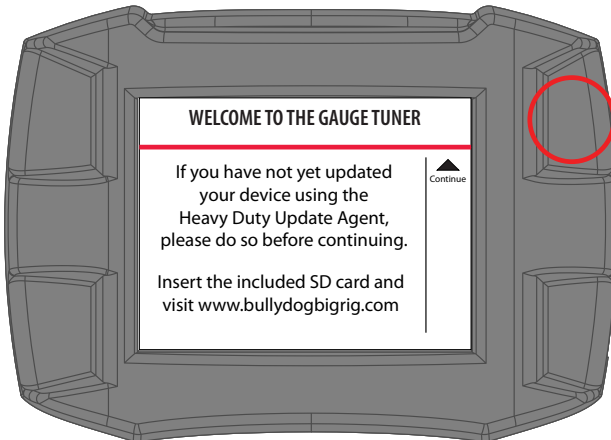 WELCOME TO THE GAUGE TUNER
If you have not yet updated
your device using the
Heavy Duty Update Agent,
please do so before continuing.
Continue
Insert the included SD card and
visit www.bullydogbigrig.com